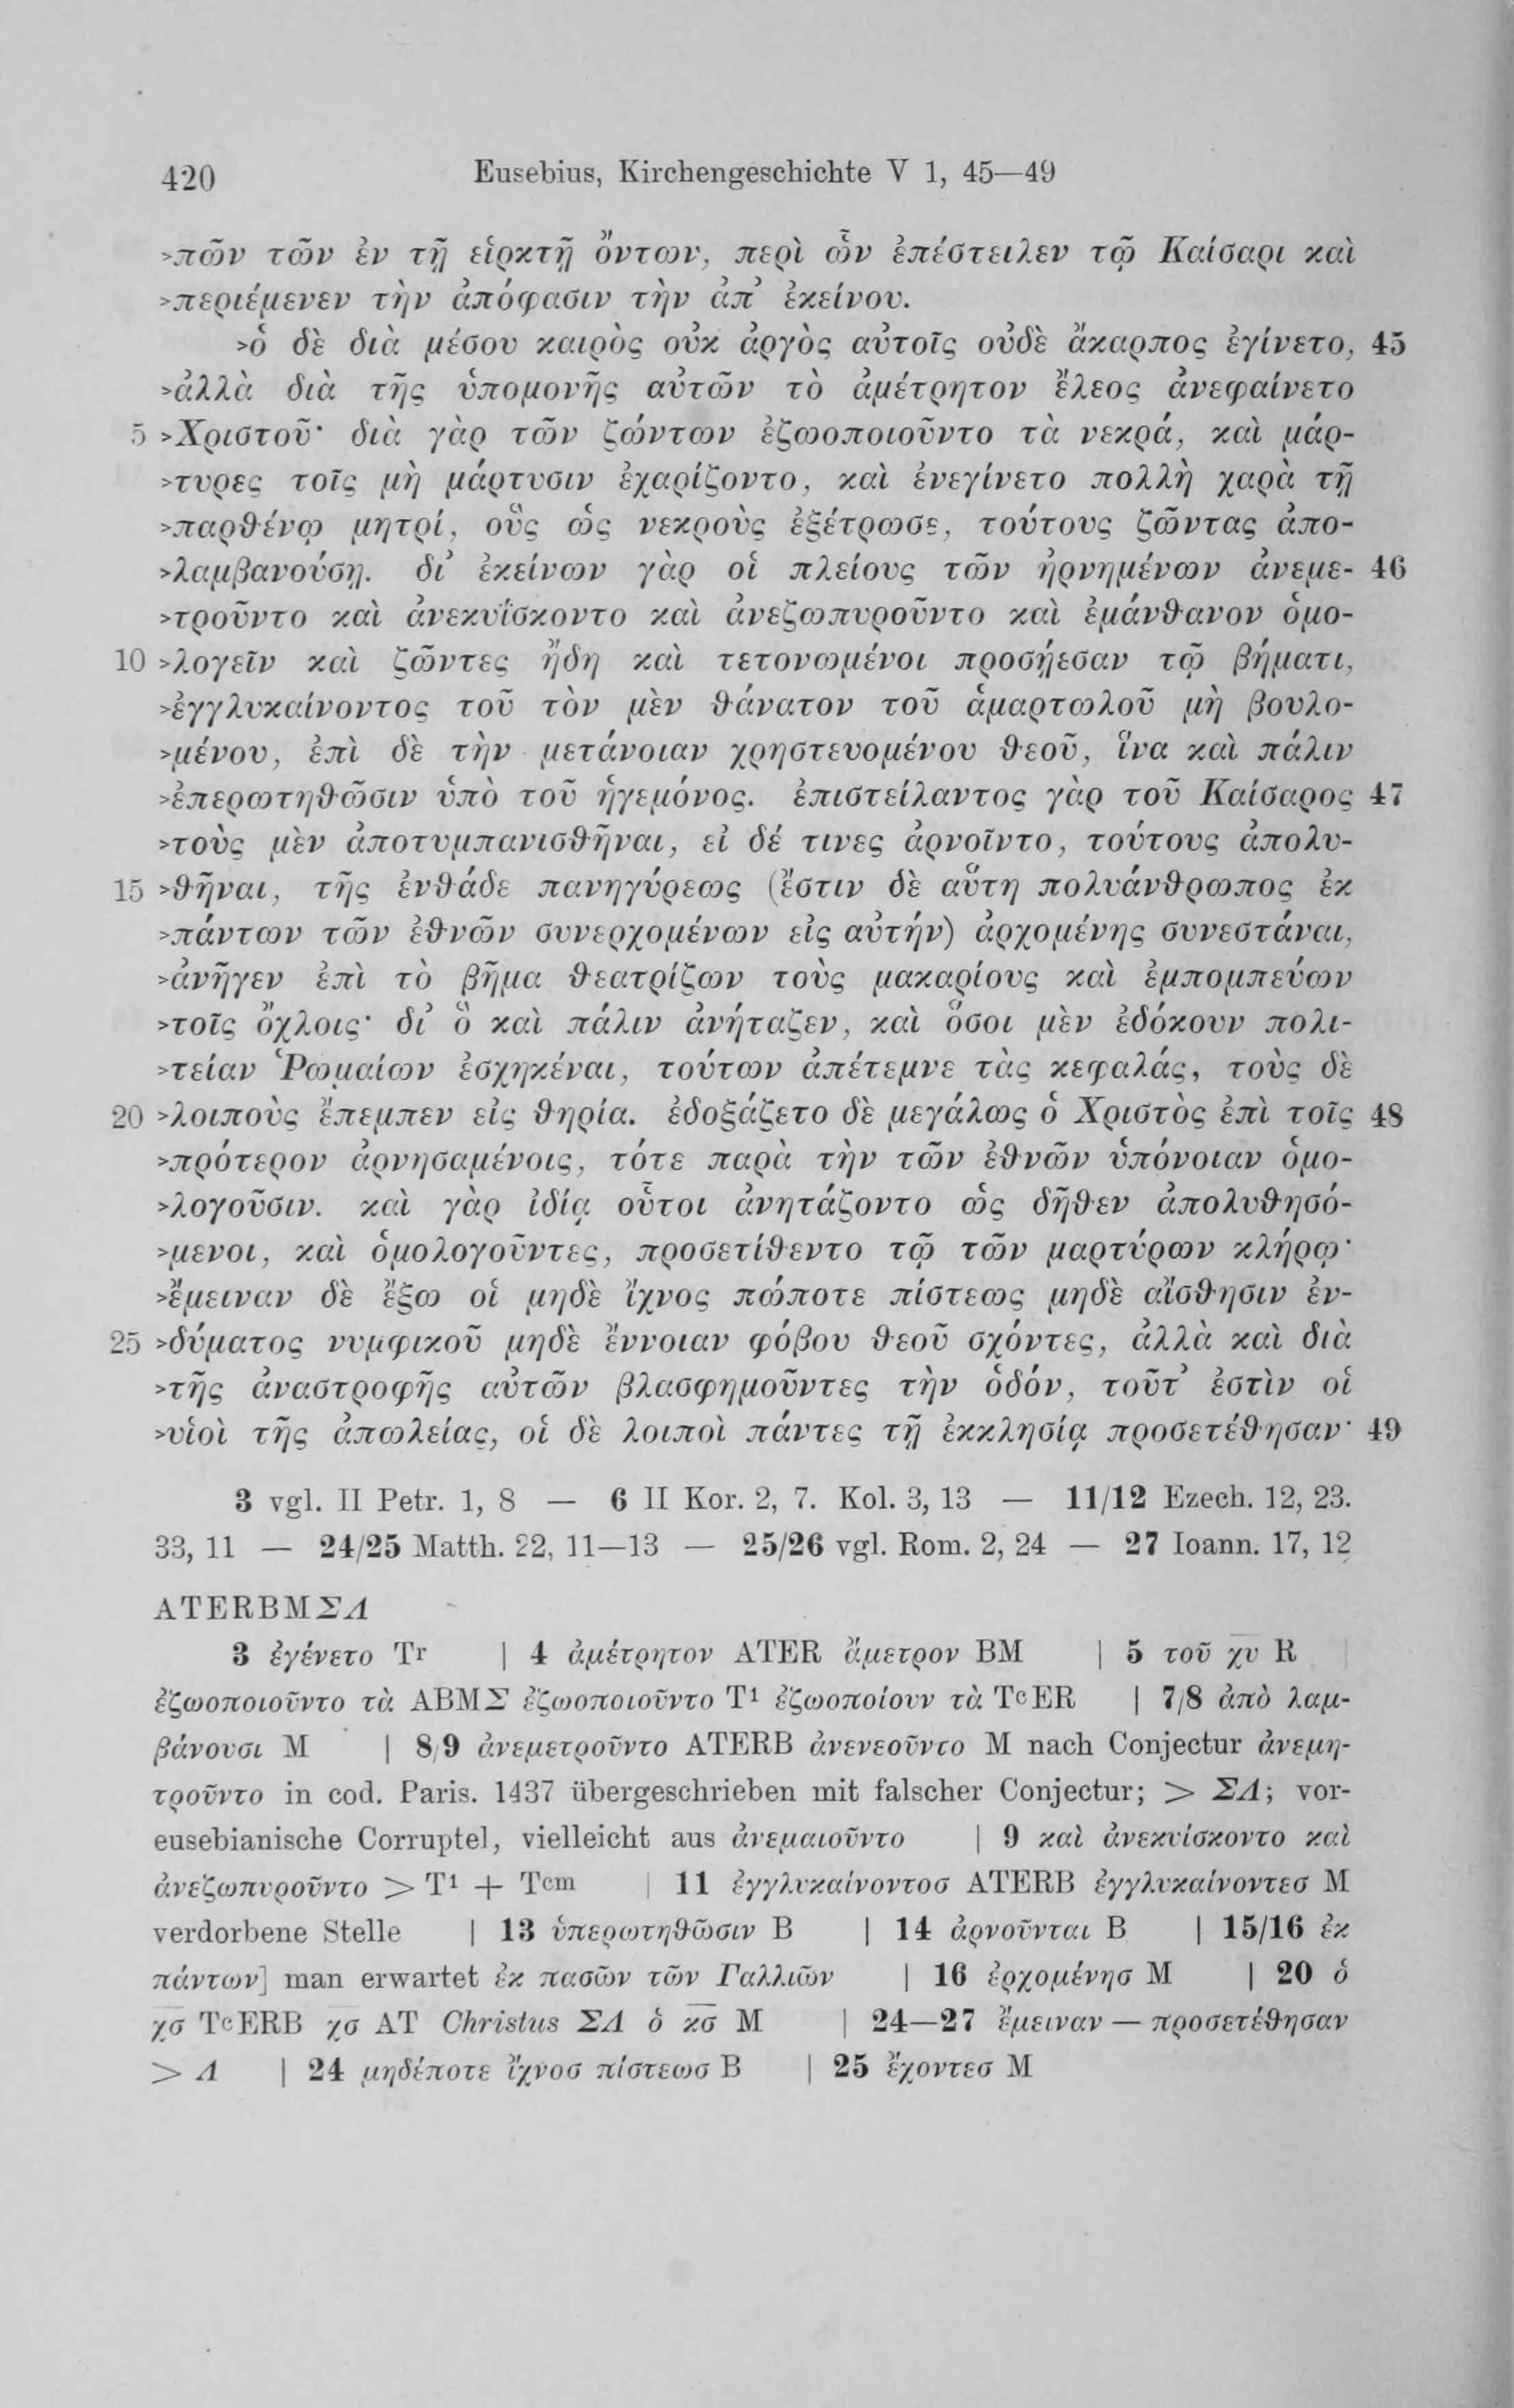 420 Eusebius, Kirchengeschichte V 1, 45—49
>πῶν τῶν ἐν τῇ εἱρκτῇ ὄντων, περὶ ὧν ἐπέστειλεν τῷ Καίσαρι καὶ
>περιέμενεν τὴν ἀπόφασιν τὴν ἀπ᾽ ἐκείνου.
>ὁ δὲ διὰ μέσου καιρὸς οὐκ ἀργὸς αὐτοῖς οὐδὲ ἄκαρπος ἐγίνετο, 45
>ἀλλὰ διὰ τῆς ὑπομονῆς αὐτῶν τὸ ἀμέτρητον ἔλεος ἀνεφαίνετο
5 >Χριστοῦ· διὰ γὰρ τῶν ζώντων ἐζωοποιοῦντο τὰ νεκρά, καὶ μάρ-
>τυρες τοῖς μὴ μάρτυσιν ἐχαρίζοντο, καὶ ἐνεγίνετο πολλὴ χαρὰ τῇ
>παρθένῳ μητρί, οὓς ὡς νεκροὺς ἐξέτρωσε, τούτους ζῶντας ἀπο-
>λαμβανούσῃ. δι᾽ ἐκείνων γὰρ οἱ πλείους τῶν ἠρνημένων ἀνεμε- 46
>τροῦντο καὶ ἀνεκυΐσκοντο καὶ ἀνεζωπυροῦντο καὶ ἐμάνθανον ὁμο-
10 >λογεῖν καὶ ζῶντες ἤδη καὶ τετονωμένοι προσῄεσαν τῷ βήματι,
>ἐγγλυκαίνοντος τοῦ τὸν μὲν θάνατον τοῦ ἁμαρτωλοῦ μὴ βουλο-
>μένου, ἐπὶ δὲ τὴν μετάνοιαν χρηστευομένου θεοῦ, ἵνα καὶ πάλιν
>ἐπερωτηθῶσιν ὑπὸ τοῦ ἡγεμόνος. ἐπιστείλαντος γὰρ τοῦ Καίσαρος 47
>τοὺς μὲν ἀποτυμπανισθῆναι, εἰ δέ τινες ἀρνοῖντο, τούτους ἀπολυ-
15 >θῆναι, τῆς ἐνθάδε πανηγύρεως (ἔστιν δὲ αὕτη πολυάνθρωπος ἐκ
>πάντων τῶν ἐθνῶν συνερχομένων εἰς αὐτήν) ἀρχομένης συνεστάναι,
>ἀνῆγεν ἐπὶ τὸ βῆμα θεατρίζων τοὺς μακαρίους καὶ ἐμπομπεύων
>τοῖς ὄχλοις· δι᾽ ὃ καὶ πάλιν ἀνήταζεν, καὶ ὅσοι μὲν ἐδόκουν πολι-
>τείαν Ῥωμαίων ἐσχηκέναι, τούτων ἀπέτεμνε τὰς κεφαλάς, τοὺς δὲ
20 >λοιποὺς ἔπεμπεν εἰς θηρία. ἐδοξάζετο δὲ μεγάλως ὁ Χριστὸς ἐπὶ τοῖς 48
>πρότερον ἀρνησαμένοις, τότε παρὰ τὴν τῶν ἐθνῶν ὑπόνοιαν ὁμο-
>λογοῦσιν. καὶ γὰρ ἰδίᾳ οὗτοι ἀνητάζοντο ὡς δῆθεν ἀπολυθησό-
>μενοι, καὶ ὁμολογοῦντες, προσετίθεντο τῷ τῶν μαρτύρων κλήρῳ·
>ἔμειναν δὲ ἔξω οἱ μηδὲ ἴχνος πώποτε πίστεως μηδὲ αἴσθησιν ἐν-
25 >δύματος νυμφικοῦ μηδὲ ἔννοιαν φόβου θεοῦ σχόντες, ἀλλὰ καὶ διὰ
>τῆς ἀναστροφῆς αὐτῶν βλασφημοῦντες τὴν ὁδόν, τοῦτ᾽ ἐστὶν οἱ
>υἱοὶ τῆς ἀπωλείας, οἱ δὲ λοιποὶ πάντες τῇ ἐκκλησίᾳ προσετέθησαν· 49
3 vgl. II Petr. 1, 8 — 6 II Kor. 2, 7. Kol. 3, 13 — 11/12 Ezech. 12, 23.
33, 11 — 24/25 Matth. 22, 11—13 — 25/26 vgl. Rom. 2, 24 — 27 Ioann. 17, 12
ATERBMΣΛ
3 ἐγένετο Tr | 4 ἀμέτρητον ATER ἄμετρον BM | 5 τοῦ χυ R
ἐζωοποιοῦντο τὰ ABMΣ ἐζωοποιοῦντο T¹ ἐζωοποίουν τὰ TᶜER | 7/8 ἀπὸ λαμ-
βάνουσι M | 8/9 ἀνεμετροῦντο ATERB ἀνενεοῦντο M nach Conjectur ἀνεμη-
τροῦντο in cod. Paris. 1437 übergeschrieben mit falscher Conjectur; > ΣΛ; vor-
eusebianische Corruptel, vielleicht aus ἀνεμαιοῦντο | 9 καὶ ἀνεκυίσκοντο καὶ
ἀνεζωπυροῦντο > T¹ + Tᶜᵐ | 11 ἐγγλυκαίνοντοσ ATERB ἐγγλυκαίνοντεσ M
verdorbene Stelle | 13 ὑπερωτηθῶσιν B | 14 ἀρνοῦνται B | 15/16 ἐκ
πάντων] man erwartet ἐκ πασῶν τῶν Γαλλιῶν | 16 ἐρχομένησ M | 20 ὁ
χσ TᶜERB χσ AT Christus ΣΛ ὁ κσ M | 24—27 ἔμειναν — προσετέθησαν
> Λ | 24 μηδέποτε ἴχνοσ πίστεωσ B | 25 ἔχοντεσ M